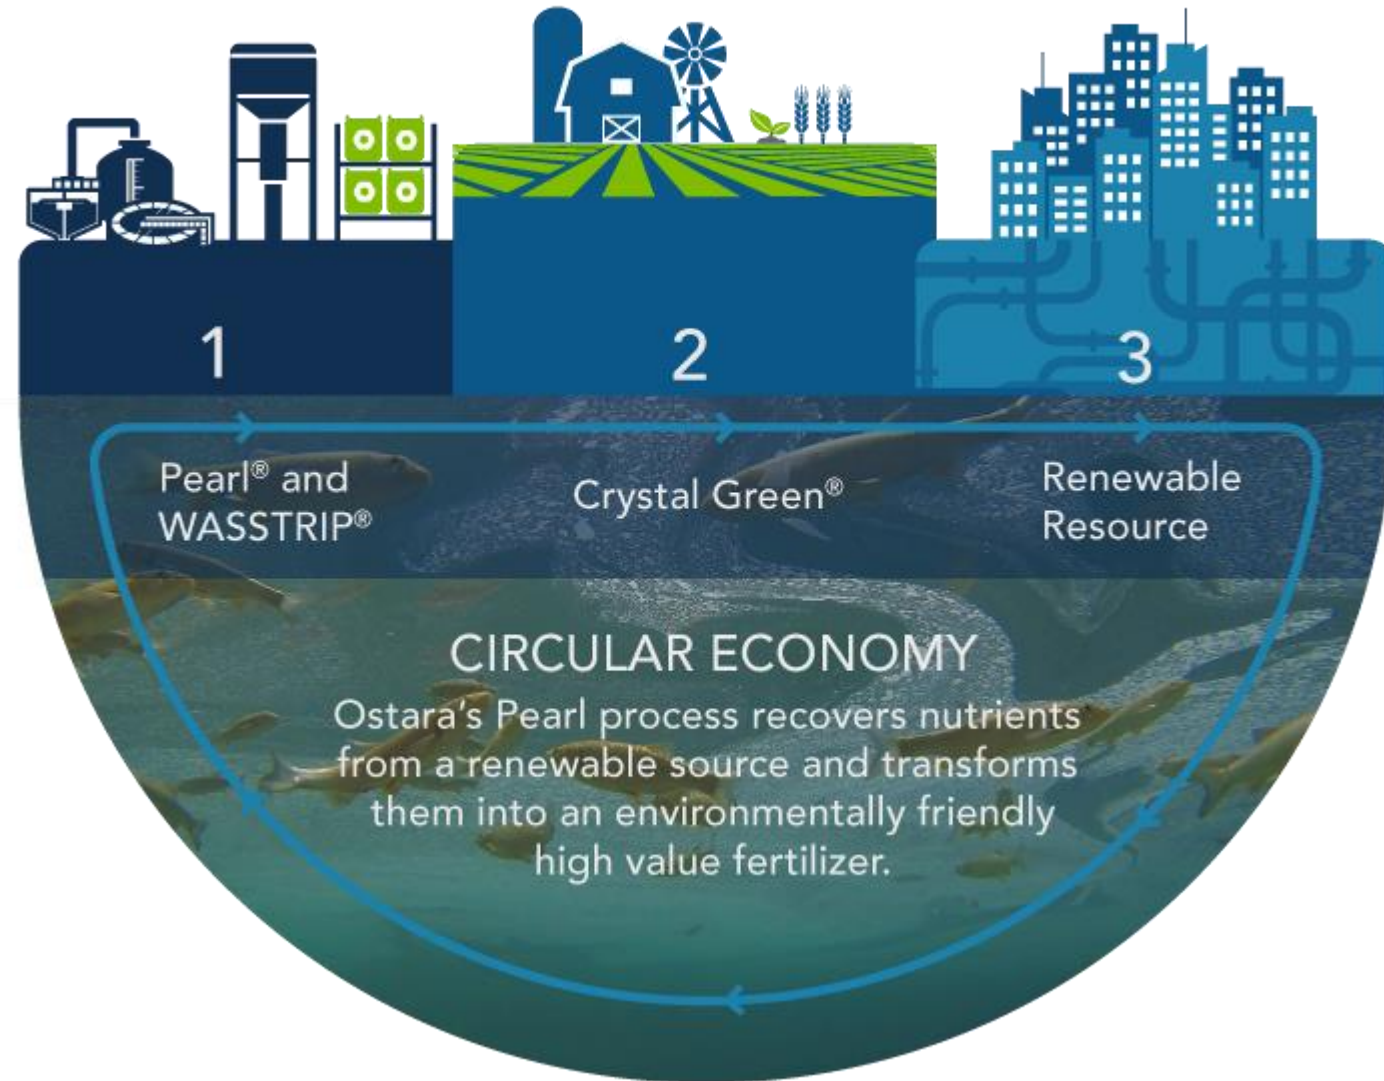 1
2
3
Pearl® and
WASSTRIP®
Crystal Green®
Renewable
Resource
CIRCULAR ECONOMY
Ostara's Pearl process recovers nutrients
from a renewable source and transforms
them into an environmentally friendly
high value fertilizer.